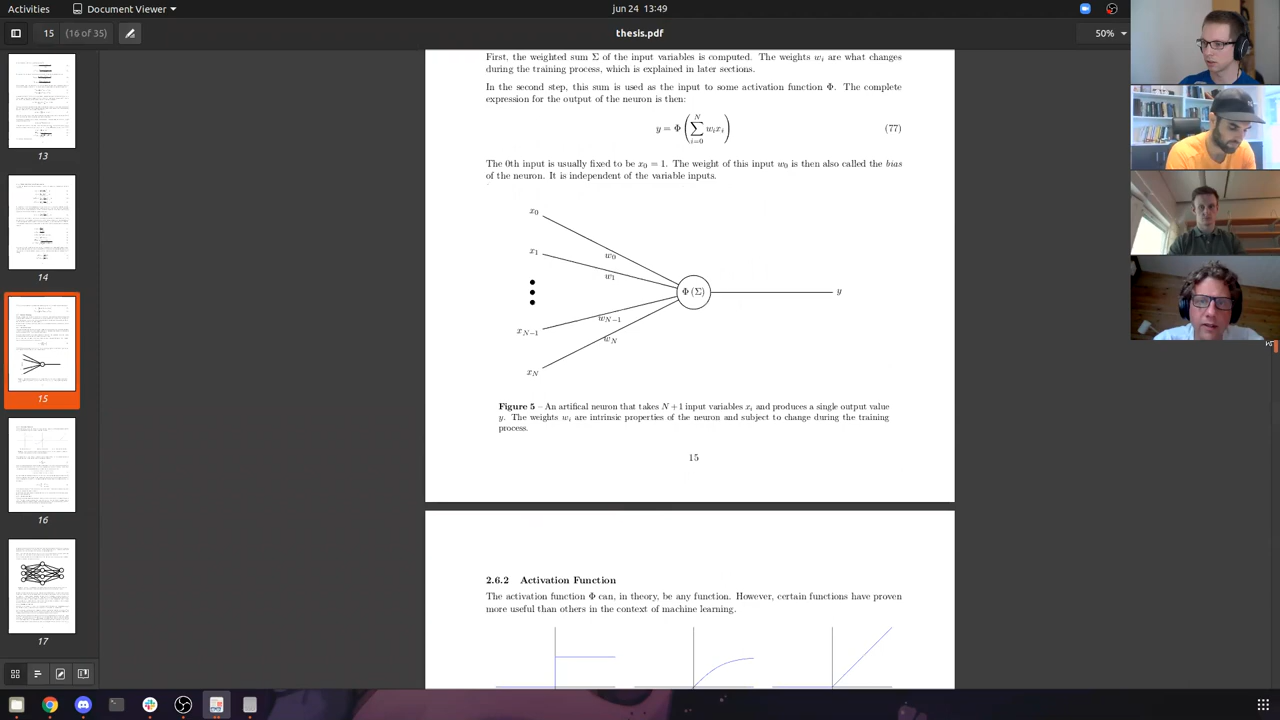 Activities
Document Viewer
jun 24 13:49
15
(16 of 35)
thesis.pdf
50%
13
14
15
16
17
First, the weighted sum Σ of the input variables is computed. The weights wᵢ are what changes
during the training process, which is explained in later sections.
In the second step, this sum is used as the input to some activation function Φ. The complete
expression for the output of the neuron is then:
y = Φ ( ∑_{i=0}^{N} wᵢxᵢ ) (77)
The 0th input is usually fixed to be x₀ = 1. The weight of this input w₀ is then also called the bias
of the neuron. It is independent of the variable inputs.
x₀
x₁
w₀
w₁
Φ (Σ)
y
w_{N−1}
x_{N−1}
w_N
x_N
Figure 5 – An artifical neuron that takes N + 1 input variables xᵢ and produces a single output value
y. The weights wᵢ are intrinsic properties of the neuron and subject to change during the training
process.
15
2.6.2 Activation Function
The activation function Φ can, in theory, be any function. However, certain functions have proven
more useful than others in the context of machine learning.